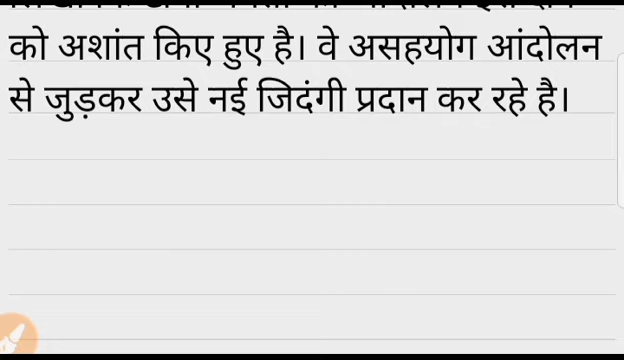 को अशांत किए हुए है। वे असहयोग आंदोलन
से जुड़कर उसे नई जिदंगी प्रदान कर रहे है।